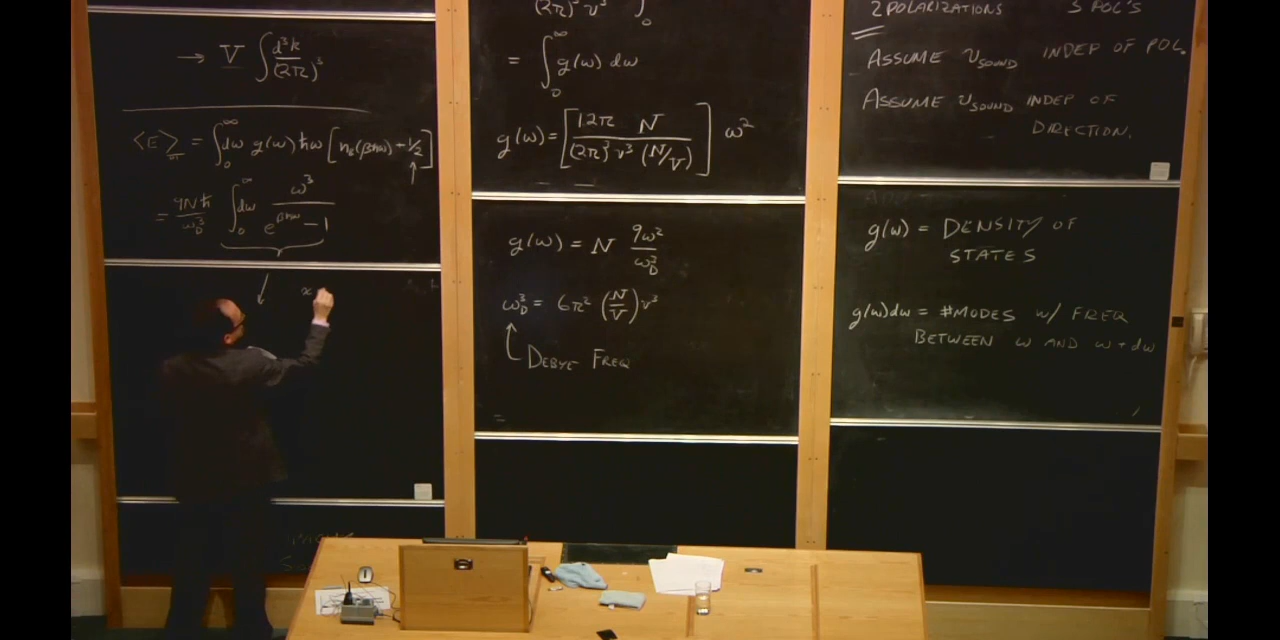 → V ∫ d³k/(2π)³
<E> = ∫₀^∞ dω g(ω) ħω [n_B(βħω) + 1/2]
= 9Nħ/ω_D³ ∫₀^∞ dω ω³/(e^{βħω} − 1)
x
(2π)³ v³ ∫₀
= ∫₀^∞ g(ω) dω
g(ω) = [12π N / (2π)³ v³ (N/V)] ω²
g(ω) = N 9ω²/ω_D³
ω_D³ = 6π² (N/V) v³
DEBYE FREQ
=
2 POLARIZATIONS 3 POL'S
ASSUME v_SOUND INDEP OF POL.
ASSUME v_SOUND INDEP OF
DIRECTION.
g(ω) = DENSITY OF
STATES
g(ω)dω = #MODES w/ FREQ
BETWEEN ω AND ω + dω